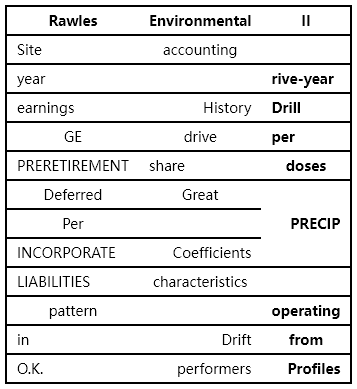 Rawles Environmental II
Site accounting
year rive-year
earnings History Drill
GE drive per
PRERETIREMENT share doses
Deferred Great
Per PRECIP
INCORPORATE Coefficients
LIABILITIES characteristics
pattern operating
in Drift from
O.K. performers Profiles